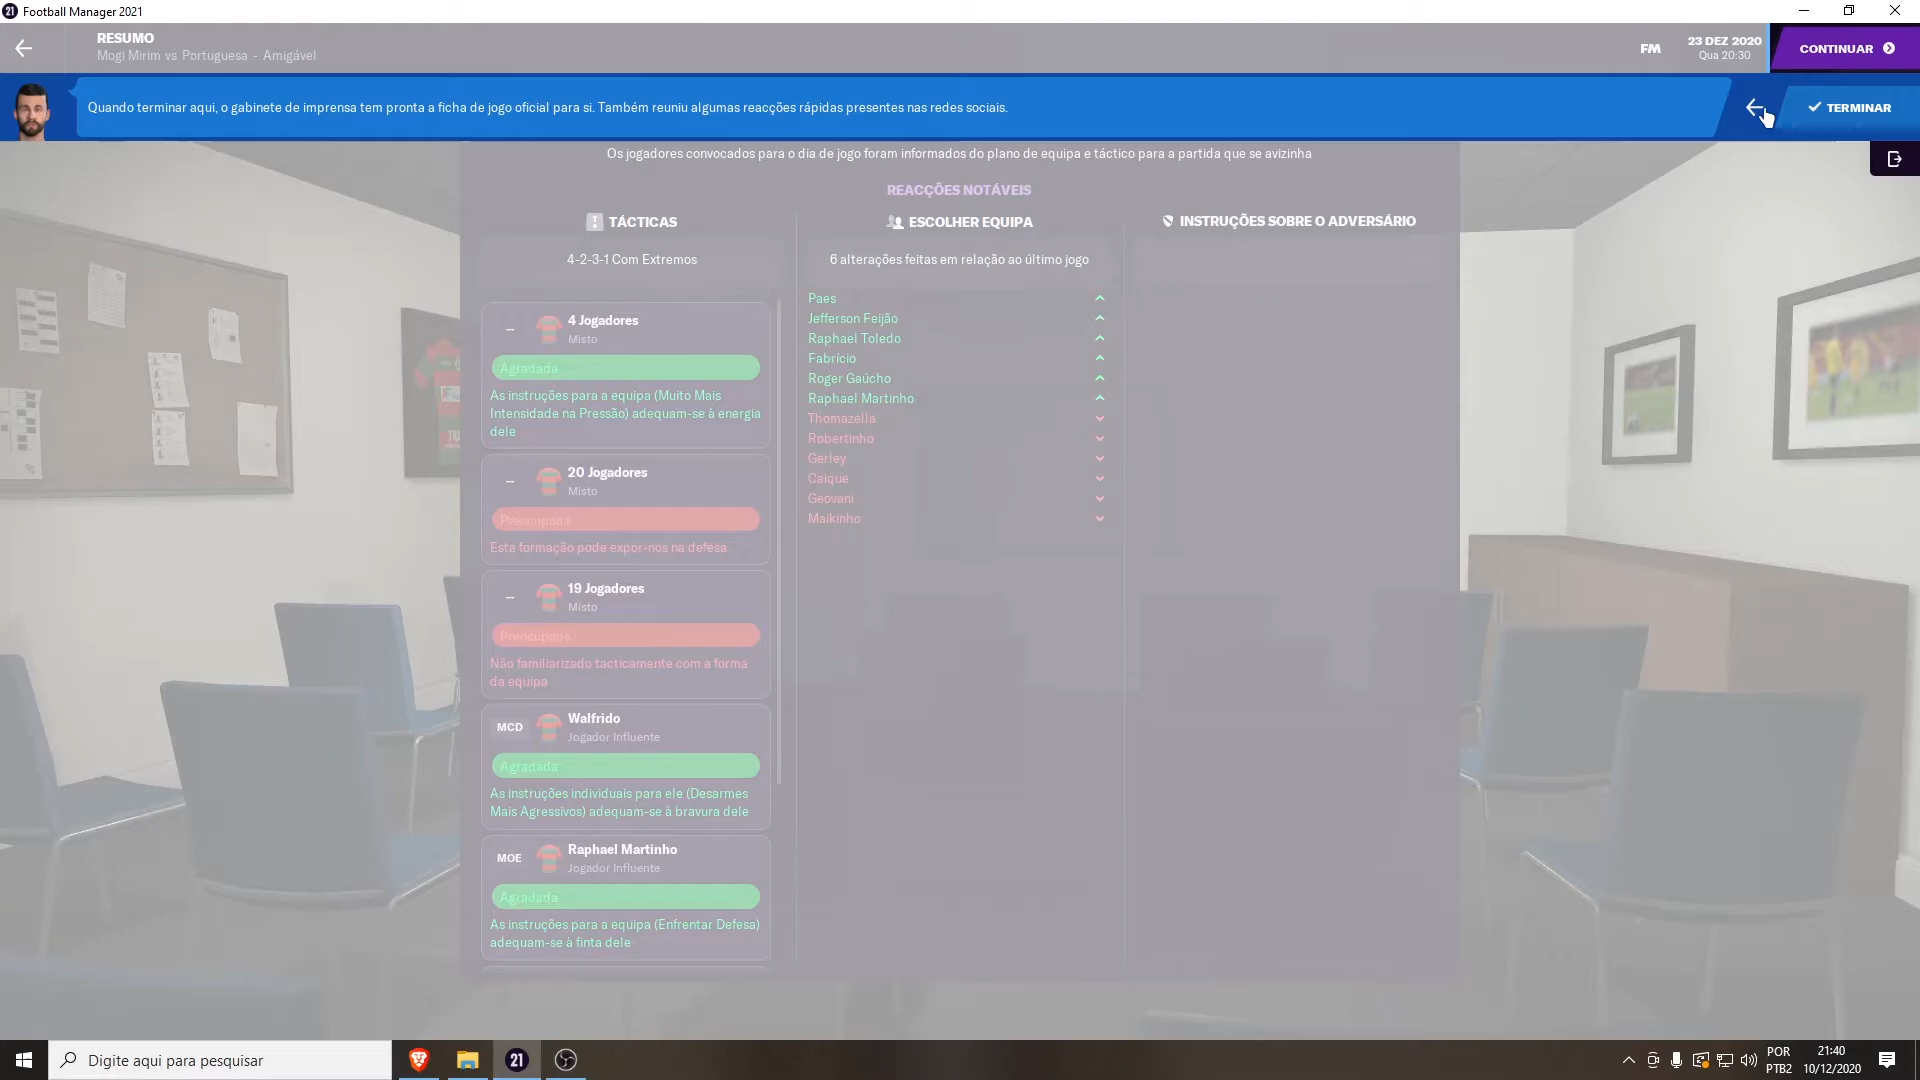 Football Manager 2021
RESUMO
Mogi Mirim vs Portuguesa - Amigável
FM
23 DEZ 2020
Qua 20:30
CONTINUAR
Quando terminar aqui, o gabinete de imprensa tem pronta a ficha de jogo oficial para si. Também reuniu algumas reacções rápidas presentes nas redes sociais.
TERMINAR
Os jogadores convocados para o dia de jogo foram informados do plano de equipa e táctico para a partida que se avizinha
REACÇÕES NOTÁVEIS
TÁCTICAS
4-2-3-1 Com Extremos
4 Jogadores
Misto
Agradada
As instruções para a equipa (Muito Mais
Intensidade na Pressão) adequam-se à energia
dele
20 Jogadores
Misto
Preocupada
Esta formação pode expor-nos na defesa
19 Jogadores
Misto
Preocupada
Não familiarizado tacticamente com a forma
da equipa
MCD
Walfrido
Jogador Influente
Agradada
As instruções individuais para ele (Desarmes
Mais Agressivos) adequam-se à bravura dele
MOE
Raphael Martinho
Jogador Influente
Agradada
As instruções para a equipa (Enfrentar Defesa)
adequam-se à finta dele
ESCOLHER EQUIPA
6 alterações feitas em relação ao último jogo
Paes
Jefferson Feijão
Raphael Toledo
Fabrício
Roger Gaúcho
Raphael Martinho
Thomazella
Robertinho
Gerley
Caique
Geovani
Maikinho
INSTRUÇÕES SOBRE O ADVERSÁRIO
Digite aqui para pesquisar
21
POR
PTB2
21:40
10/12/2020